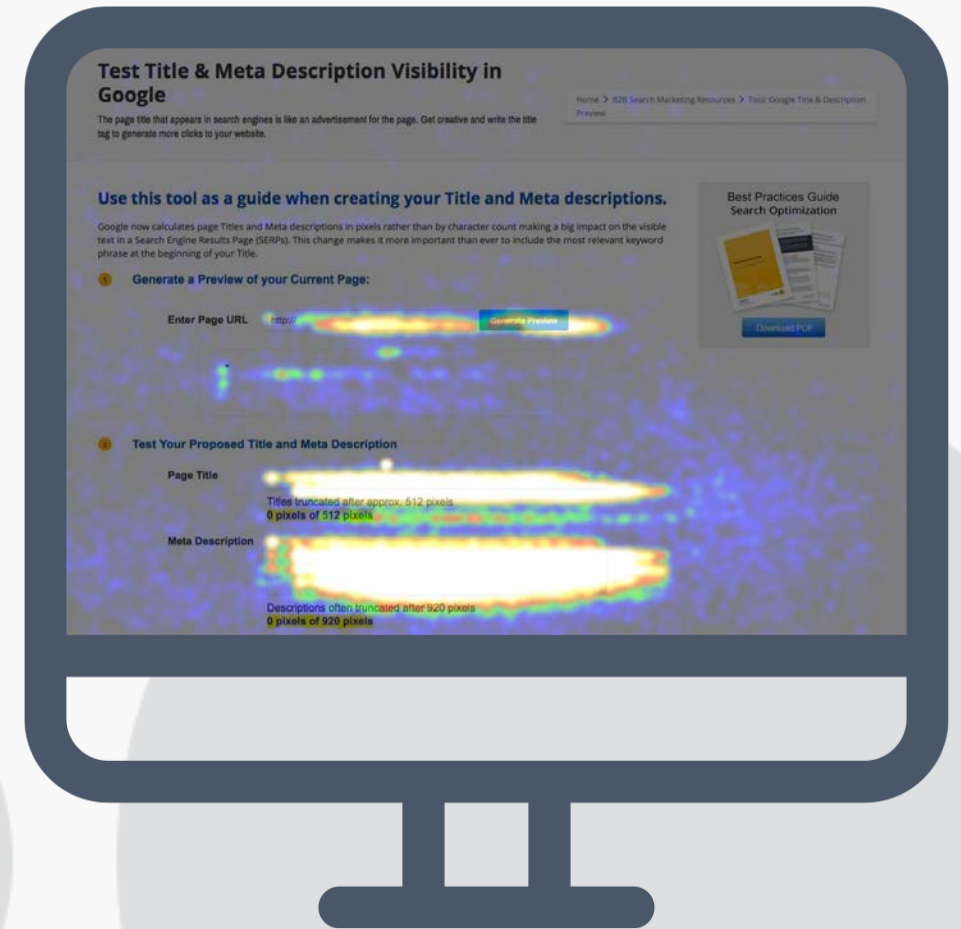 Test Title & Meta Description Visibility in
Google
The page title that appears in search engines is like an advertisement for the page. Get creative and write the title
tag to generate more clicks to your website.
Home > B2B Search Marketing Resources > Tool: Google Title & Description
Preview
Use this tool as a guide when creating your Title and Meta descriptions.
Google now calculates page Titles and Meta descriptions in pixels rather than by character count making a big impact on the visible
text in a Search Engine Results Page (SERPs). This change makes it more important than ever to include the most relevant keyword
phrase at the beginning of your Title.
Best Practices Guide
Search Optimization
Download PDF
1 Generate a Preview of your Current Page:
Enter Page URL http:// Generate Preview
2 Test Your Proposed Title and Meta Description
Page Title
Titles truncated after approx. 512 pixels
0 pixels of 512 pixels
Meta Description
Descriptions often truncated after 920 pixels
0 pixels of 920 pixels